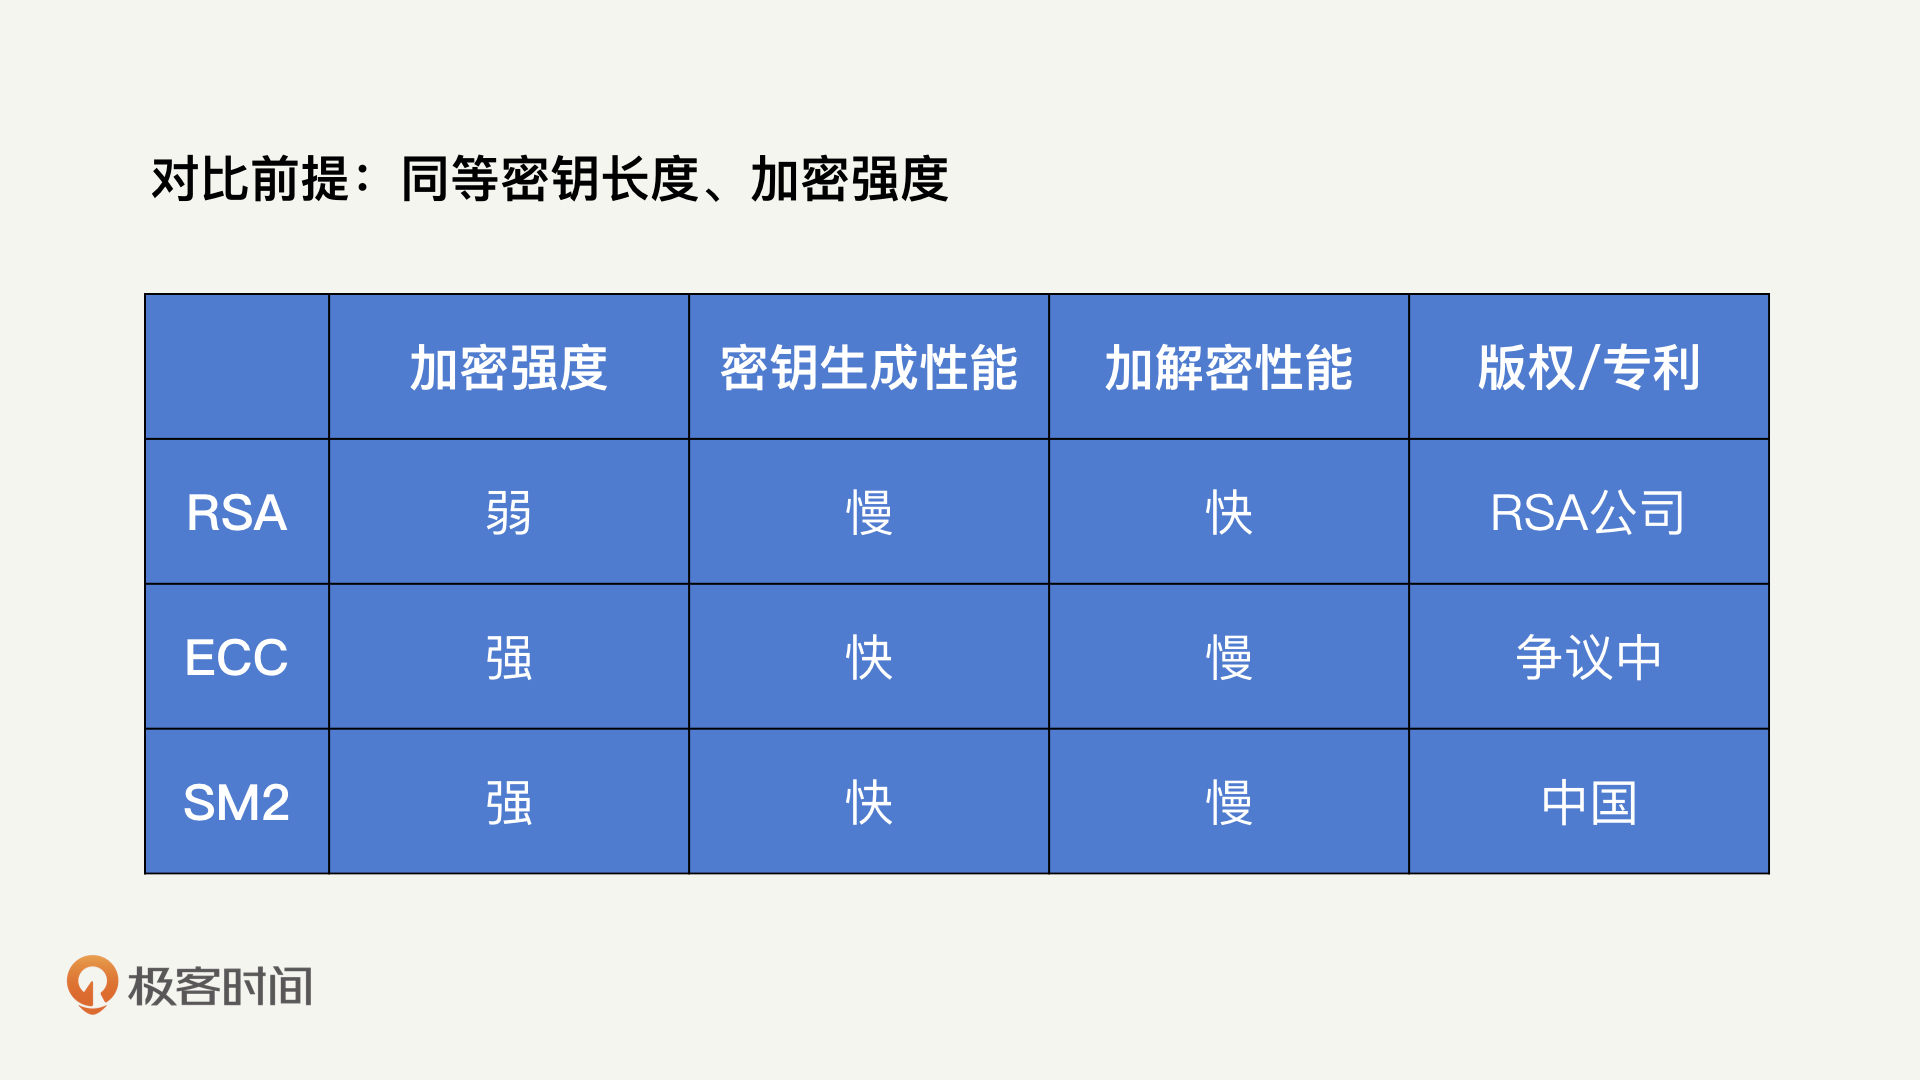 对比前提：同等密钥长度、加密强度
加密强度 密钥生成性能 加解密性能 版权/专利
RSA 弱 慢 快 RSA公司
ECC 强 快 慢 争议中
SM2 强 快 慢 中国
极客时间